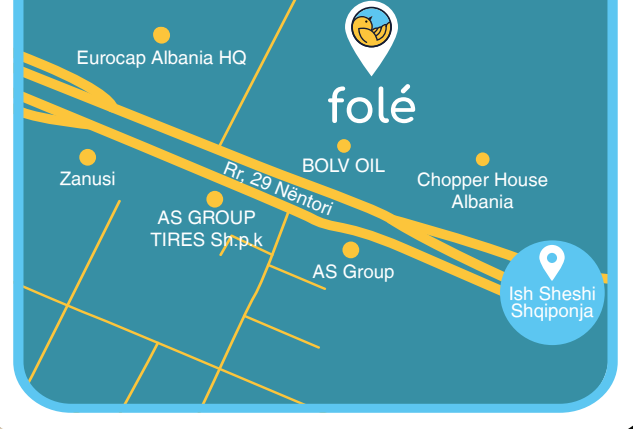 Eurocap Albania HQ
folé
BOLV OIL
Zanusi
Rr, 29 Nëntori
Chopper House
Albania
AS GROUP
TIRES Sh.p.k
AS Group
Ish Sheshi
Shqiponja